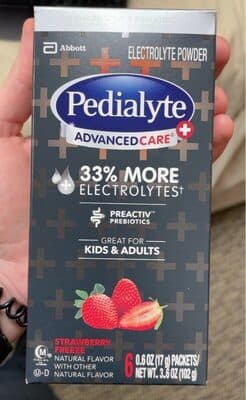 Abbott
ELECTROLYTE POWDER
Pedialyte®
ADVANCEDCARE®+
33% MORE
ELECTROLYTES†
PREACTIV™
PREBIOTICS
GREAT FOR
KIDS & ADULTS
STRAWBERRY
FREEZE
NATURAL FLAVOR
WITH OTHER
NATURAL FLAVOR
6 0.6 OZ (17 g) PACKETS/
NET WT. 3.6 OZ (102 g)
M
U-D